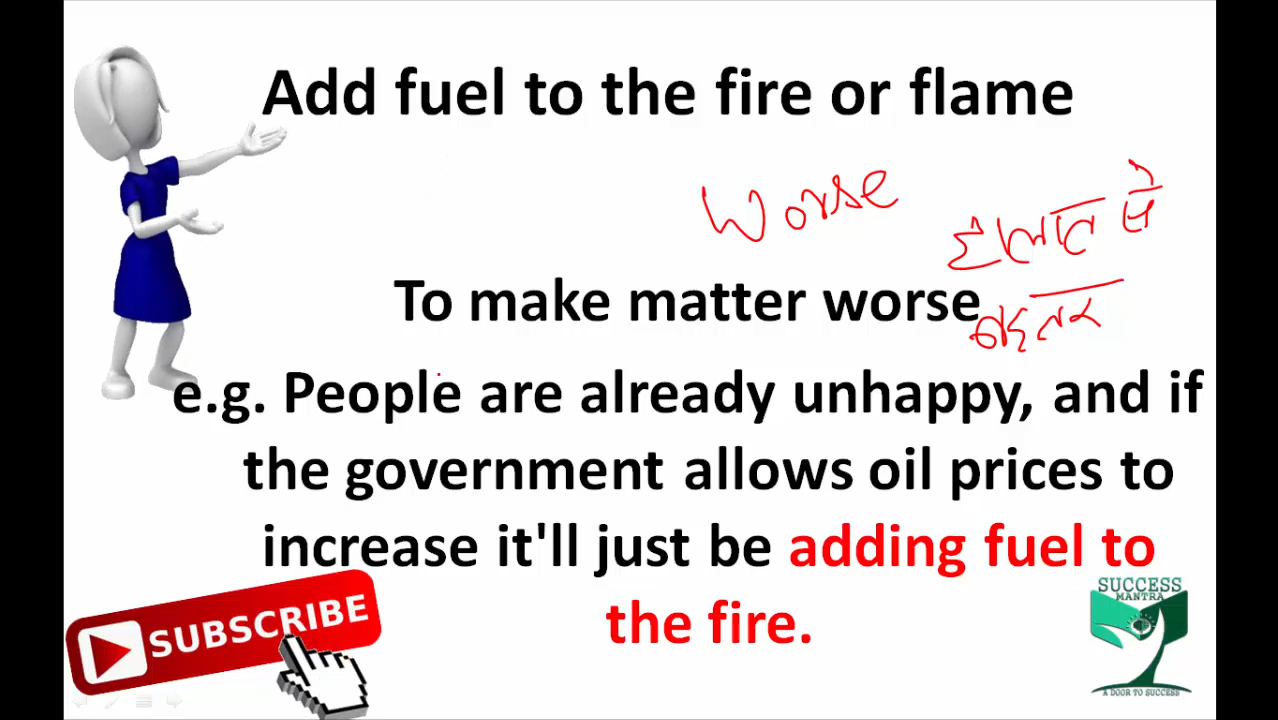 Add fuel to the fire or flame
Worse
हालात से
To make matter worse
बदतर
e.g. People are already unhappy, and if
the government allows oil prices to
increase it'll just be adding fuel to
the fire.
SUBSCRIBE
SUCCESS
MANTRA
A DOOR TO SUCCESS